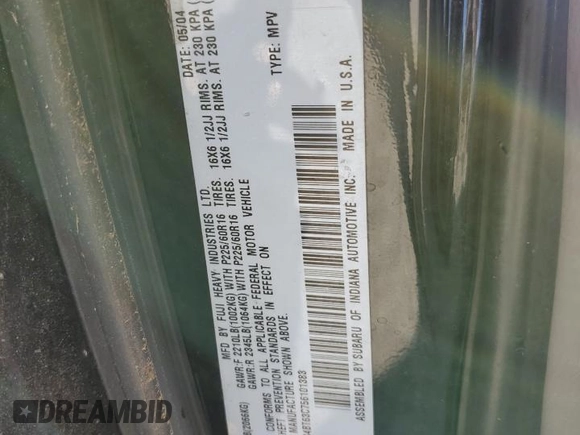 MFD BY FUJI HEAVY INDUSTRIES LTD. DATE: 05/04
GAWR:F 2210LB(1002KG) WITH P225/60R16 TIRES. 16X6 1/2JJ RIMS. AT 230 KPA (
GAWR:R 2345LB(1064KG) WITH P225/60R16 TIRES. 16X6 1/2JJ RIMS. AT 230 KPA (
CONFORMS TO ALL APPLICABLE FEDERAL MOTOR VEHICLE
STANDARDS IN EFFECT ON
MANUFACTURE SHOWN ABOVE. TYPE: MPV
ASSEMBLED BY SUBARU OF INDIANA AUTOMOTIVE INC. MADE IN U.S.A.
DREAMBID